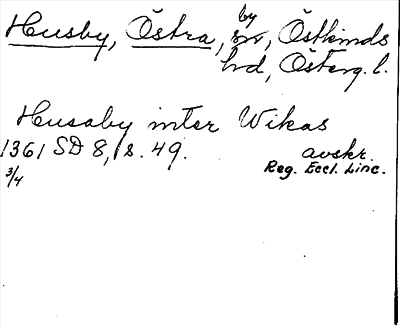 Husby, Östra, by, sn, Östkinds
hd, Österg. l.
Husaby inter Wikas
1361 SD 8, s. 49. avskr.
3/4 Reg. Eccl. Linc.